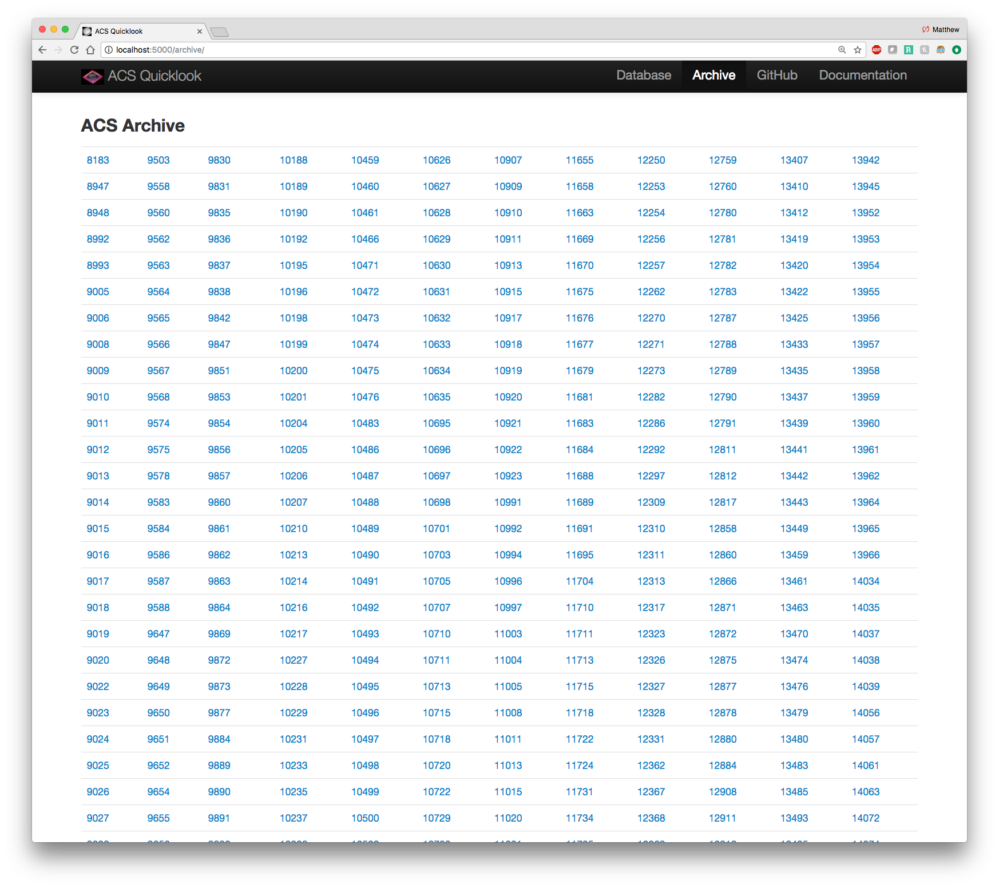 ACS Quicklook
Matthew
localhost:5000/archive/
ABP
R
ACS Quicklook Database Archive GitHub Documentation
ACS Archive
8183 9503 9830 10188 10459 10626 10907 11655 12250 12759 13407 13942
8947 9558 9831 10189 10460 10627 10909 11658 12253 12760 13410 13945
8948 9560 9835 10190 10461 10628 10910 11663 12254 12780 13412 13952
8992 9562 9836 10192 10466 10629 10911 11669 12256 12781 13419 13953
8993 9563 9837 10195 10471 10630 10913 11670 12257 12782 13420 13954
9005 9564 9838 10196 10472 10631 10915 11675 12262 12783 13422 13955
9006 9565 9842 10198 10473 10632 10917 11676 12270 12787 13425 13956
9008 9566 9847 10199 10474 10633 10918 11677 12271 12788 13433 13957
9009 9567 9851 10200 10475 10634 10919 11679 12273 12789 13435 13958
9010 9568 9853 10201 10476 10635 10920 11681 12282 12790 13437 13959
9011 9574 9854 10204 10483 10695 10921 11683 12286 12791 13439 13960
9012 9575 9856 10205 10486 10696 10922 11684 12292 12811 13441 13961
9013 9578 9857 10206 10487 10697 10923 11688 12297 12812 13442 13962
9014 9583 9860 10207 10488 10698 10991 11689 12309 12817 13443 13964
9015 9584 9861 10210 10489 10701 10992 11691 12310 12858 13449 13965
9016 9586 9862 10213 10490 10703 10994 11695 12311 12860 13459 13966
9017 9587 9863 10214 10491 10705 10996 11704 12313 12866 13461 14034
9018 9588 9864 10216 10492 10707 10997 11710 12317 12871 13463 14035
9019 9647 9869 10217 10493 10710 11003 11711 12323 12872 13470 14037
9020 9648 9872 10227 10494 10711 11004 11713 12326 12875 13474 14038
9022 9649 9873 10228 10495 10713 11005 11715 12327 12877 13476 14039
9023 9650 9877 10229 10496 10715 11008 11718 12328 12878 13479 14056
9024 9651 9884 10231 10497 10718 11011 11722 12331 12880 13480 14057
9025 9652 9889 10233 10498 10720 11013 11724 12362 12884 13483 14061
9026 9654 9890 10235 10499 10722 11015 11731 12367 12908 13485 14063
9027 9655 9891 10237 10500 10729 11020 11734 12368 12911 13493 14072